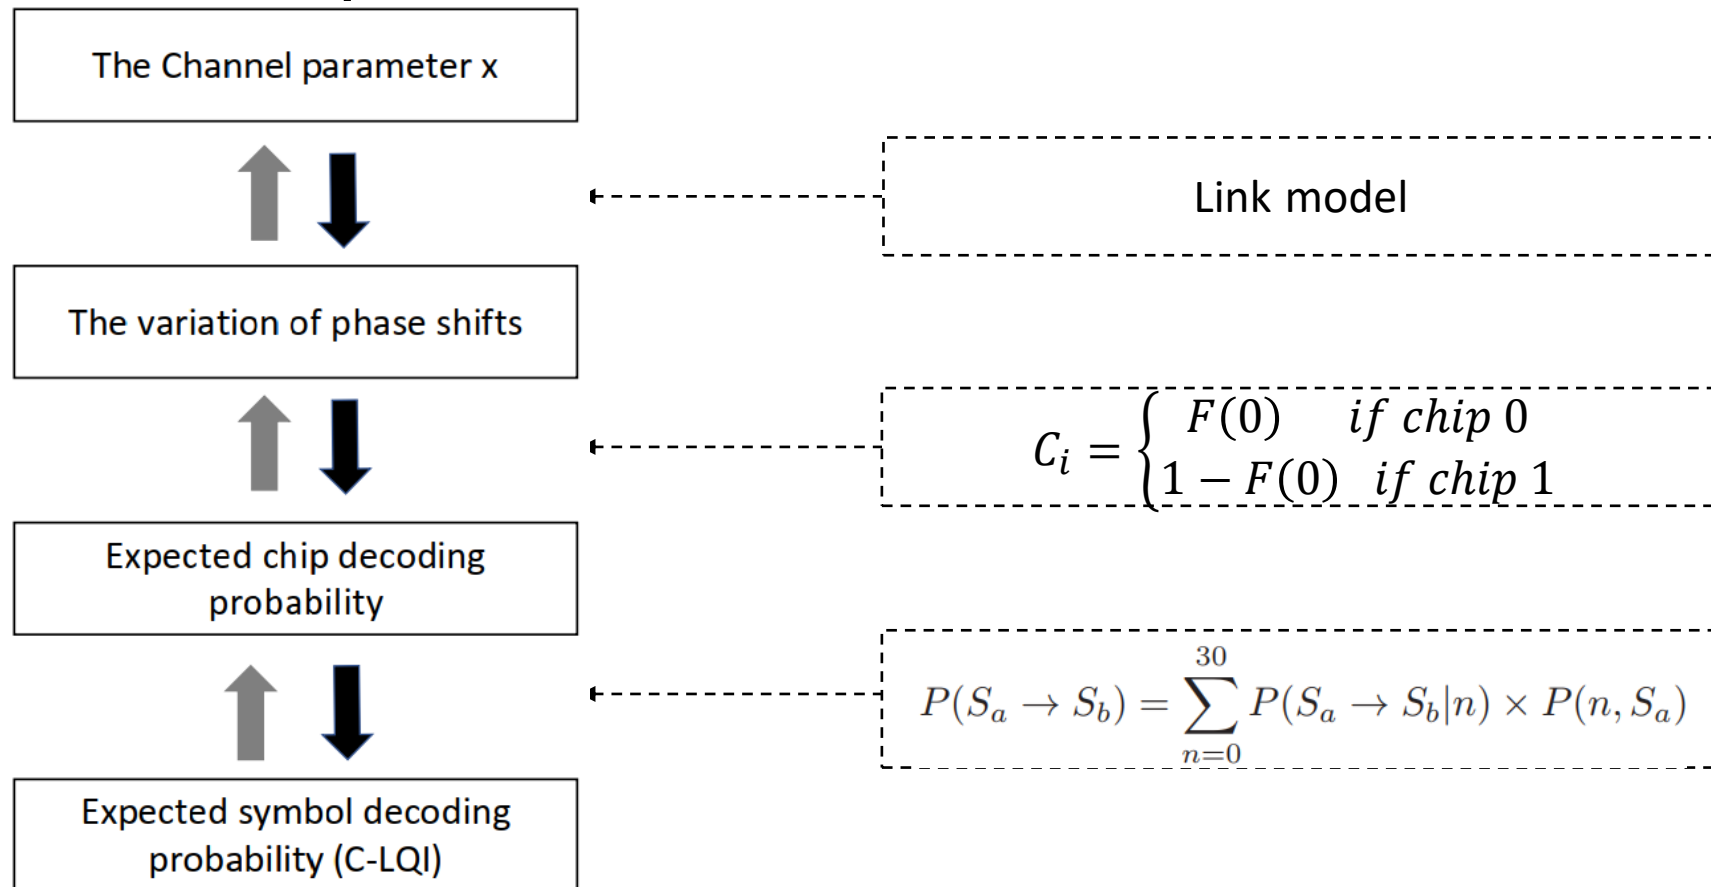 The Channel parameter x
Link model
The variation of phase shifts
C_i = { F(0) if chip 0
1 − F(0) if chip 1
Expected chip decoding
probability
P(S_a → S_b) = ∑_{n=0}^{30} P(S_a → S_b|n) × P(n, S_a)
Expected symbol decoding
probability (C-LQI)